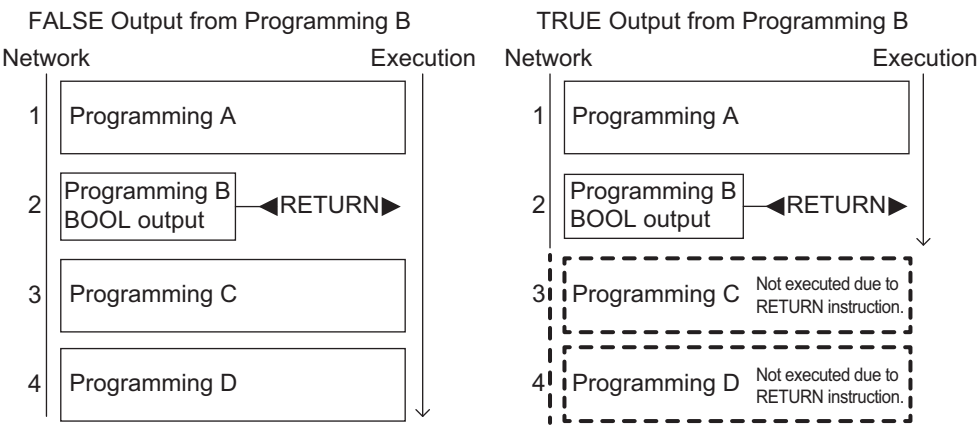 FALSE Output from Programming B
Network
Execution
1
Programming A
2
Programming B
BOOL output
◀RETURN▶
3
Programming C
4
Programming D
TRUE Output from Programming B
Network
Execution
1
Programming A
2
Programming B
BOOL output
◀RETURN▶
3
Programming C
Not executed due to
RETURN instruction.
4
Programming D
Not executed due to
RETURN instruction.